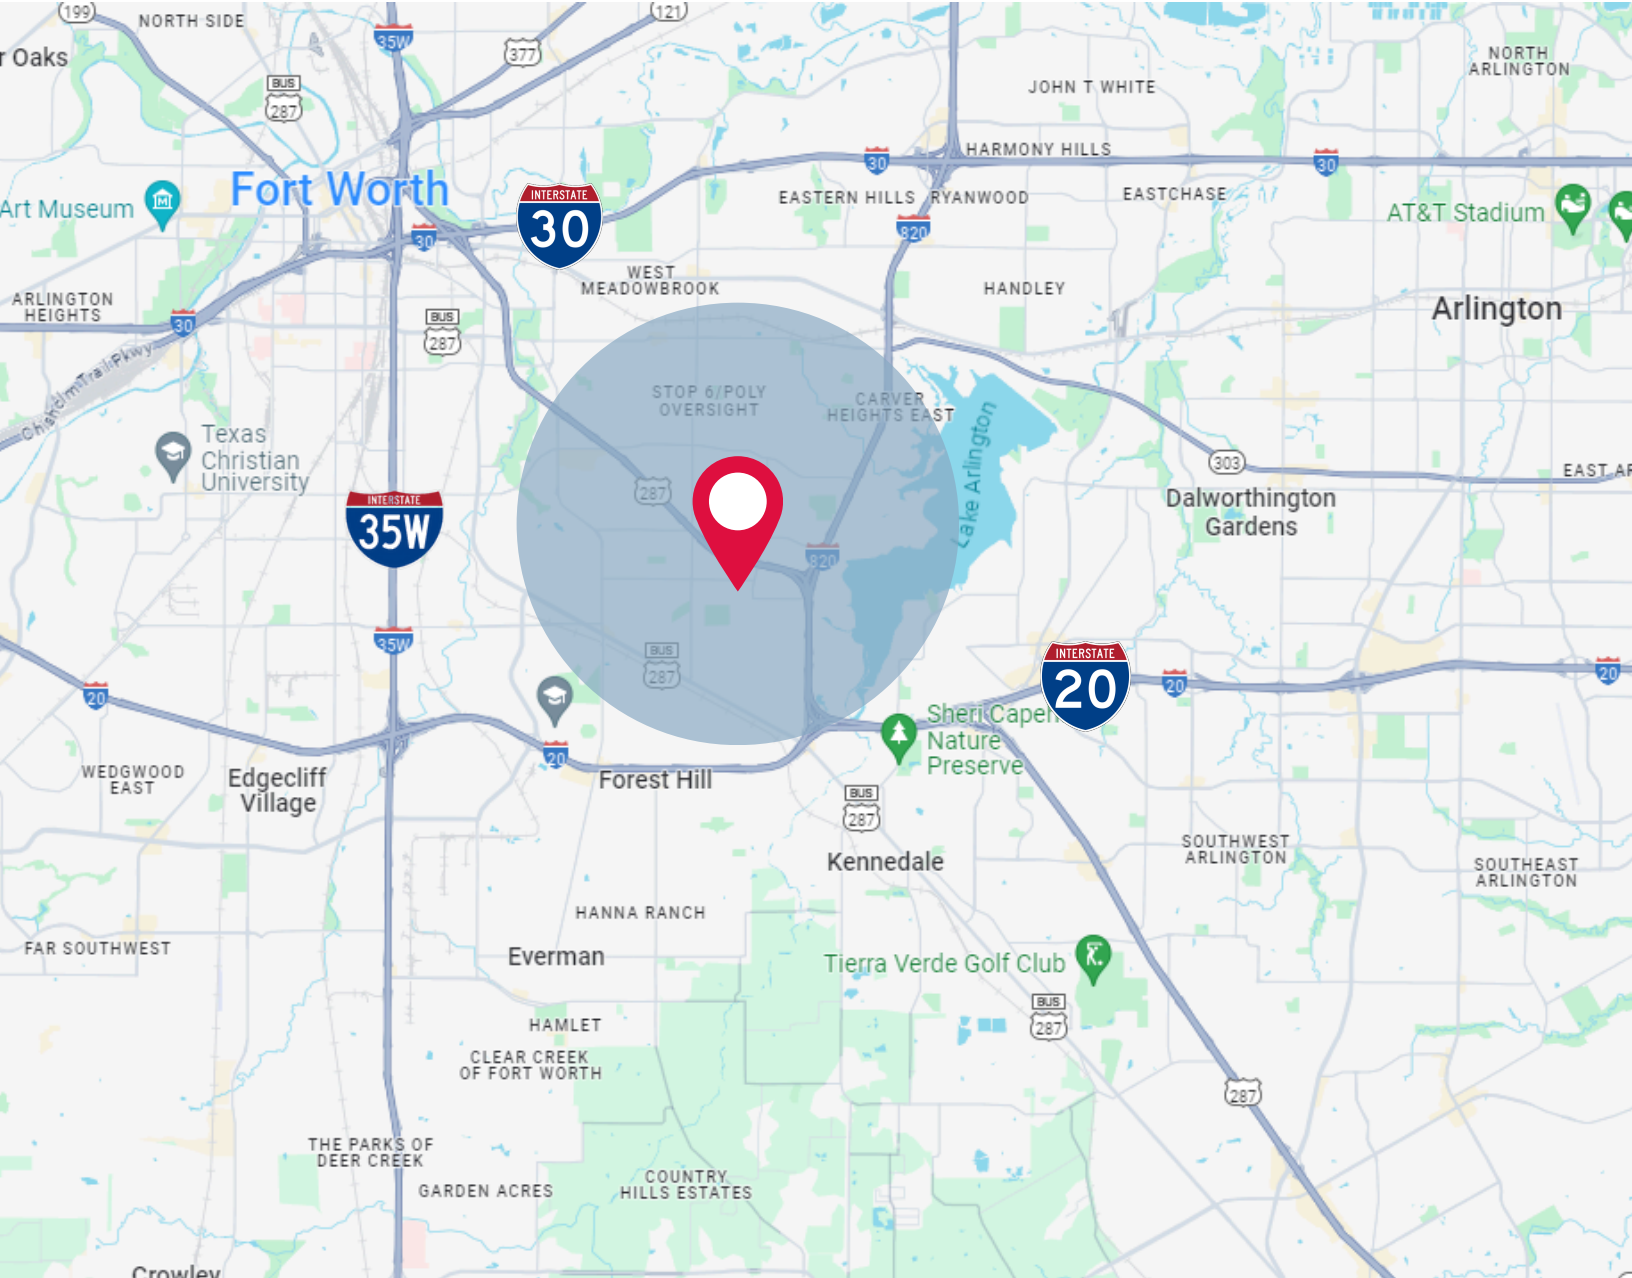 199
NORTH SIDE
35W
121
377
r Oaks
BUS
287
NORTH
ARLINGTON
JOHN T WHITE
HARMONY HILLS
30
30
Fort Worth
Art Museum
INTERSTATE
30
EASTERN HILLS
RYANWOOD
EASTCHASE
AT&T Stadium
820
30
WEST
MEADOWBROOK
HANDLEY
ARLINGTON
HEIGHTS
30
BUS
287
Arlington
Chisholm Trail Pkwy
STOP 6/POLY
OVERSIGHT
CARVER
HEIGHTS EAST
Lake Arlington
Texas
Christian
University
303
EAST AR
287
Dalworthington
Gardens
INTERSTATE
35W
820
35W
BUS
287
INTERSTATE
20
20
20
20
Sheri Capeh
Nature
Preserve
20
WEDGWOOD
EAST
Edgecliff
Village
Forest Hill
BUS
287
Kennedale
SOUTHWEST
ARLINGTON
SOUTHEAST
ARLINGTON
HANNA RANCH
FAR SOUTHWEST
Everman
Tierra Verde Golf Club
BUS
287
HAMLET
CLEAR CREEK
OF FORT WORTH
287
THE PARKS OF
DEER CREEK
GARDEN ACRES
COUNTRY
HILLS ESTATES
Crowley